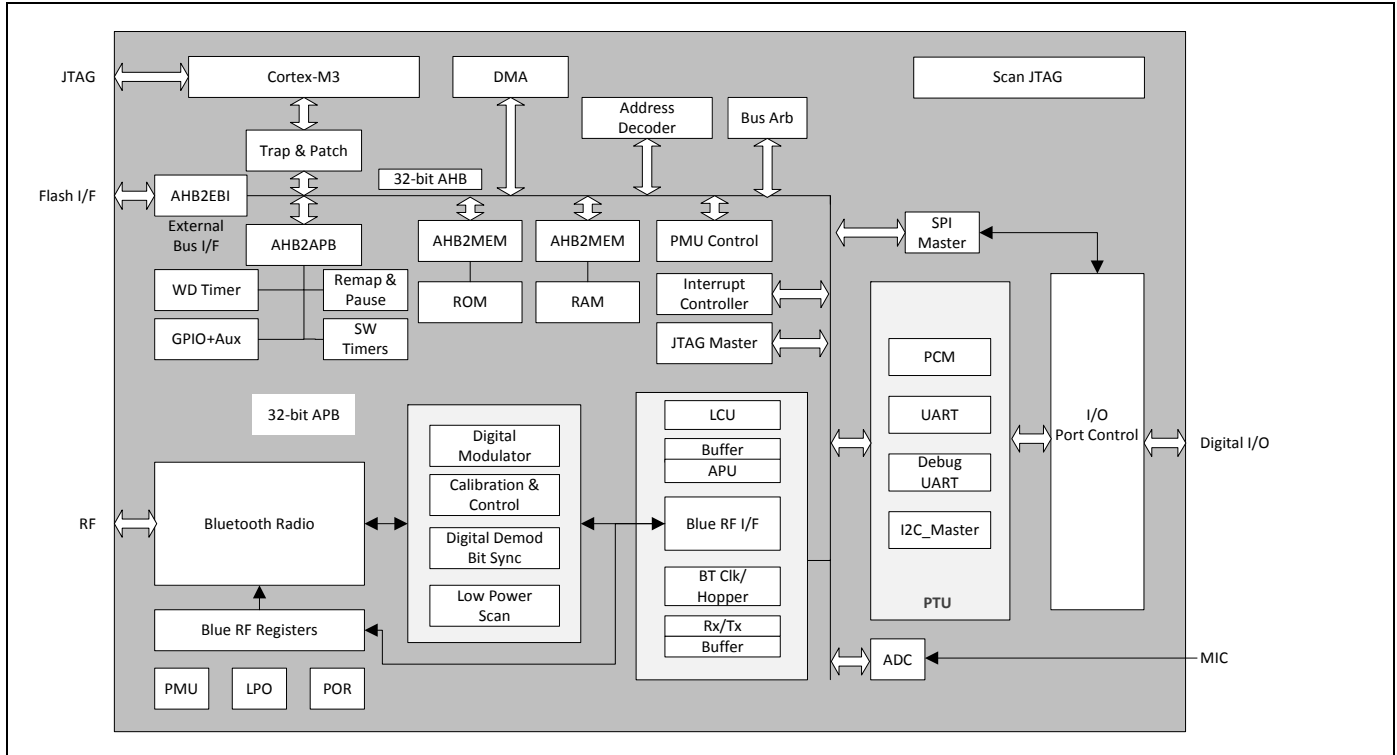 JTAG
Cortex-M3
DMA
Scan JTAG
Address
Decoder
Bus Arb
Trap & Patch
32-bit AHB
Flash I/F
AHB2EBI
External
Bus I/F
AHB2APB
AHB2MEM
AHB2MEM
PMU Control
SPI
Master
WD Timer
Remap &
Pause
ROM
RAM
Interrupt
Controller
GPIO+Aux
SW
Timers
JTAG Master
PCM
UART
Debug
UART
I2C_Master
PTU
I/O
Port Control
Digital I/O
32-bit APB
Digital
Modulator
Calibration &
Control
Digital Demod
Bit Sync
Low Power
Scan
LCU
Buffer
APU
Blue RF I/F
BT Clk/
Hopper
Rx/Tx
Buffer
RF
Bluetooth Radio
Blue RF Registers
ADC
MIC
PMU
LPO
POR